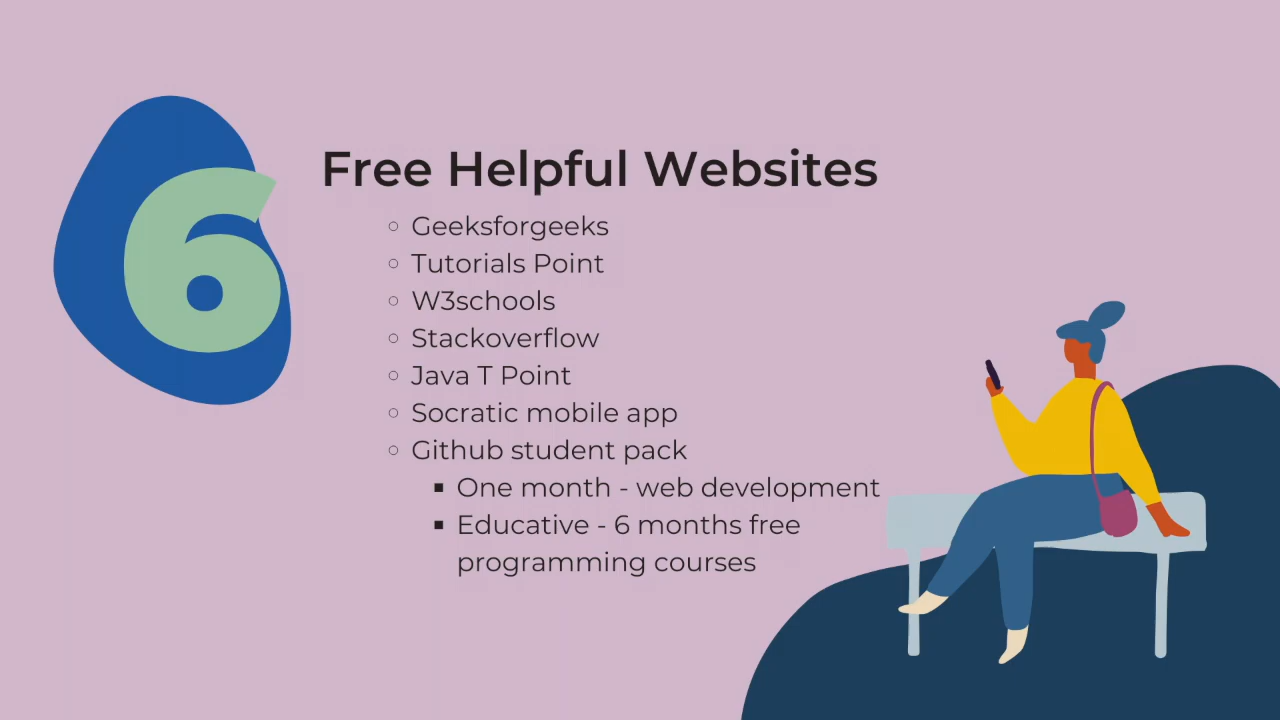 6
Free Helpful Websites
Geeksforgeeks
Tutorials Point
W3schools
Stackoverflow
Java T Point
Socratic mobile app
Github student pack
One month - web development
Educative - 6 months free
programming courses